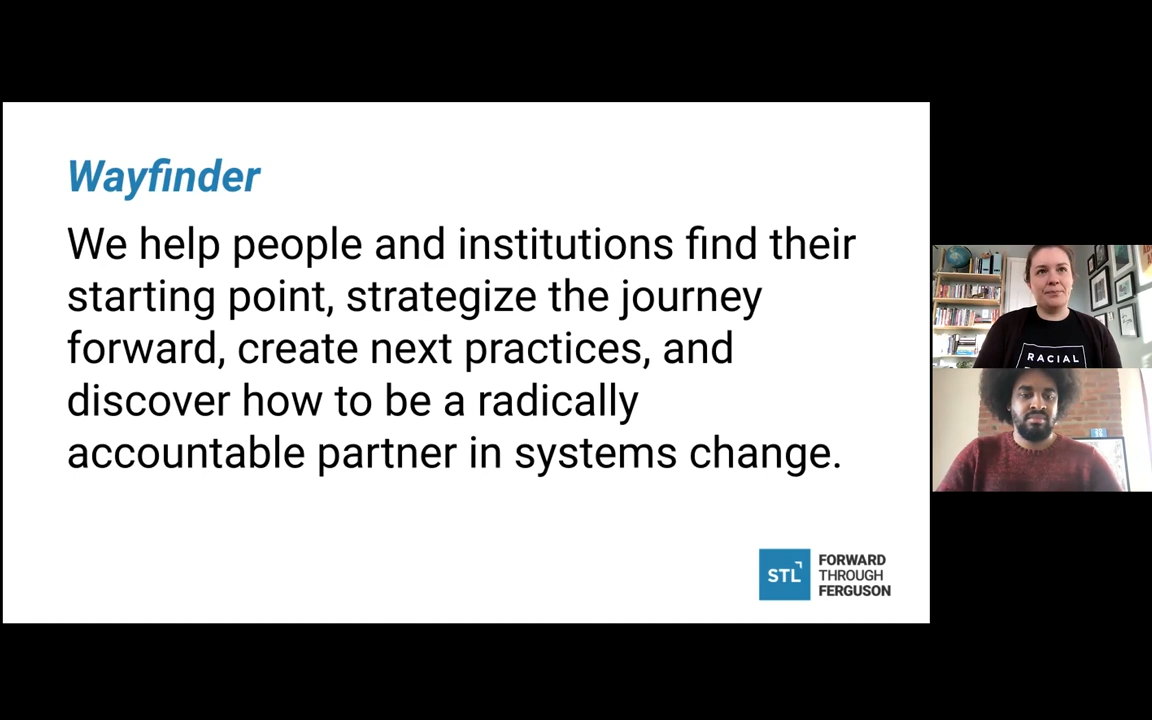 Wayfinder
We help people and institutions find their
starting point, strategize the journey
forward, create next practices, and
discover how to be a radically
accountable partner in systems change.
STL
FORWARD
THROUGH
FERGUSON
RACIAL